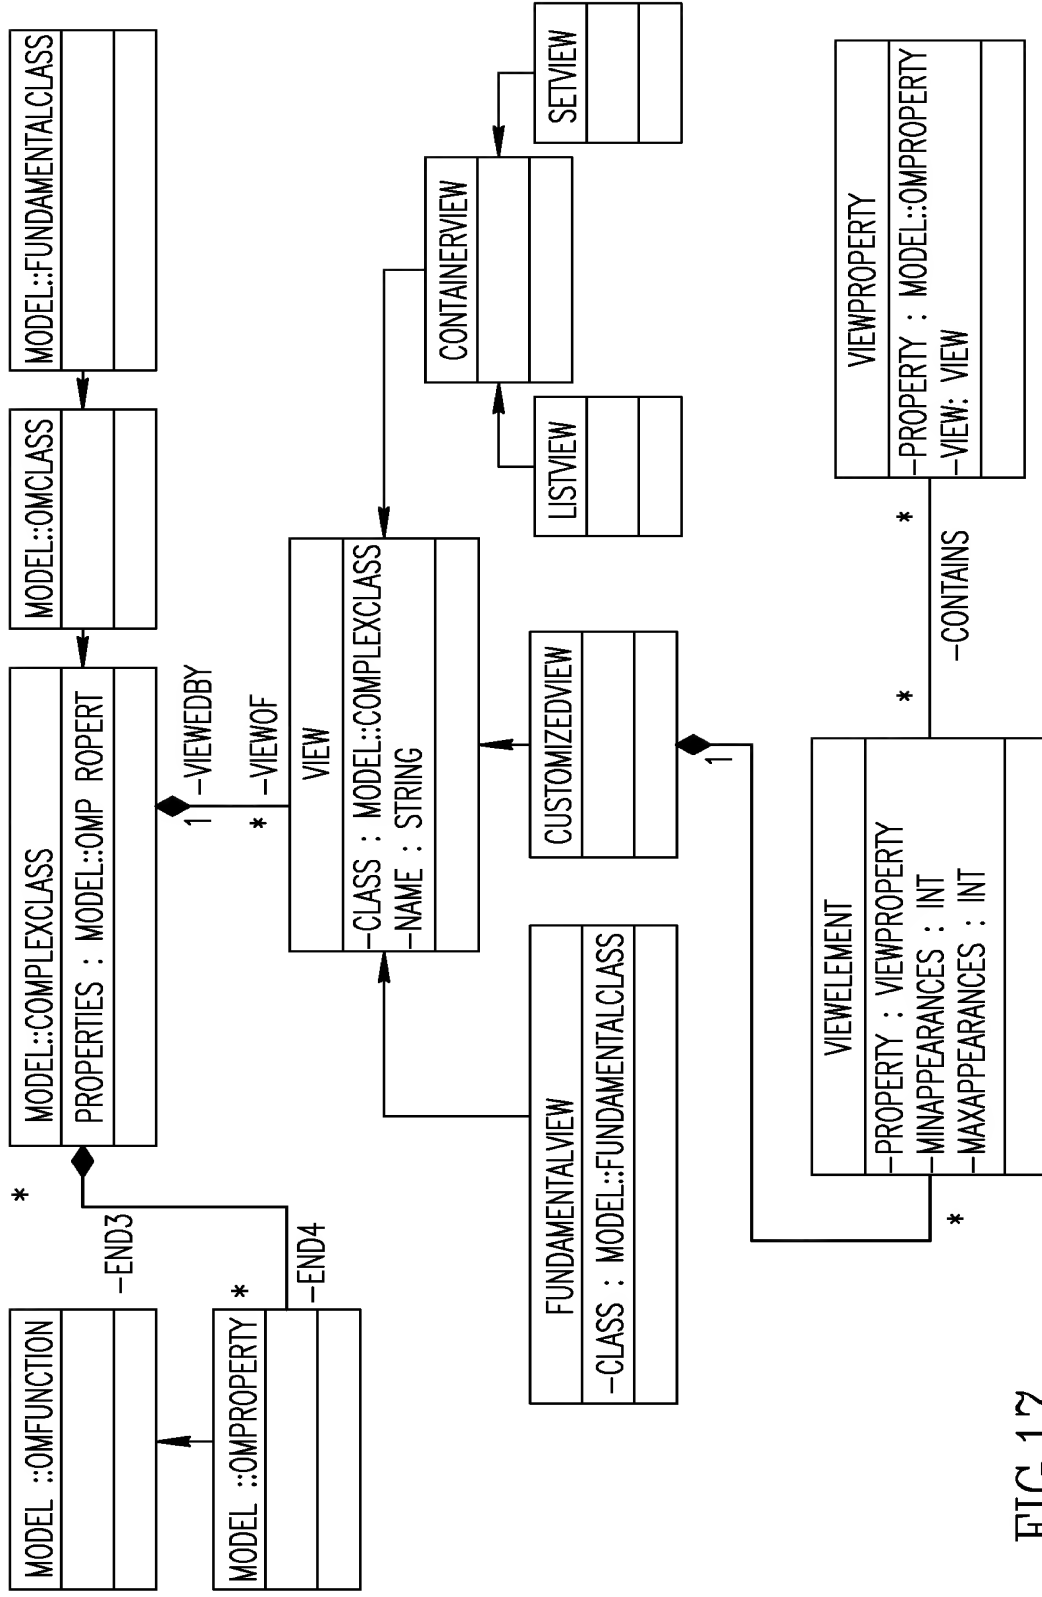 MODEL ::OMFUNCTION
MODEL::COMPLEXCLASS
PROPERTIES : MODEL::OMP ROPERT
MODEL::OMCLASS
MODEL::FUNDAMENTALCLASS
*
-END3
MODEL ::OMPROPERTY
*
-END4
1
-VIEWEDBY
*
-VIEWOF
VIEW
-CLASS : MODEL::COMPLEXCLASS
-NAME : STRING
CONTAINERVIEW
LISTVIEW
SETVIEW
FUNDAMENTALVIEW
-CLASS : MODEL::FUNDAMENTALCLASS
CUSTOMIZEDVIEW
1
*
VIEWELEMENT
-PROPERTY : VIEWPROPERTY
-MINAPPEARANCES : INT
-MAXAPPEARANCES : INT
*
-CONTAINS
*
VIEWPROPERTY
-PROPERTY : MODEL::OMPROPERTY
-VIEW: VIEW
FIG.17